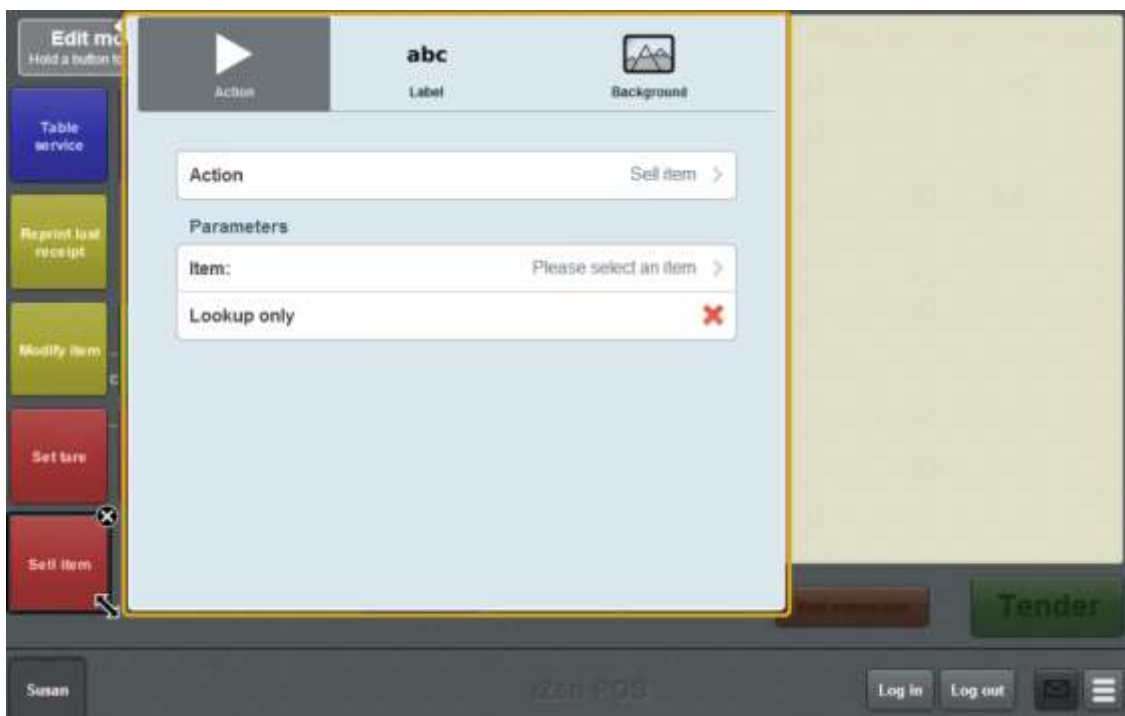 Edit mo
Hold a button to
abc
Action
Label
Background
Table
service
Action
Sell item
Reprint last
receipt
Parameters
Item:
Please select an item
Lookup only
Modify item
Set tare
Sell item
Tender
Susan
Log in
Log out